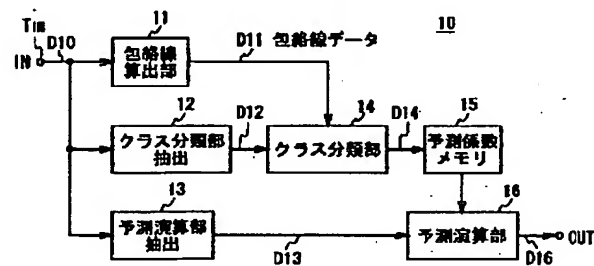 11
10
TIN
D10
D11 包絡線データ
IN
包絡線
算出部
12
14
15
D12
D14
クラス分類部
抽出
クラス分類部
予測係数
メモリ
13
16
予測演算部
抽出
予測演算部
OUT
D13
D16